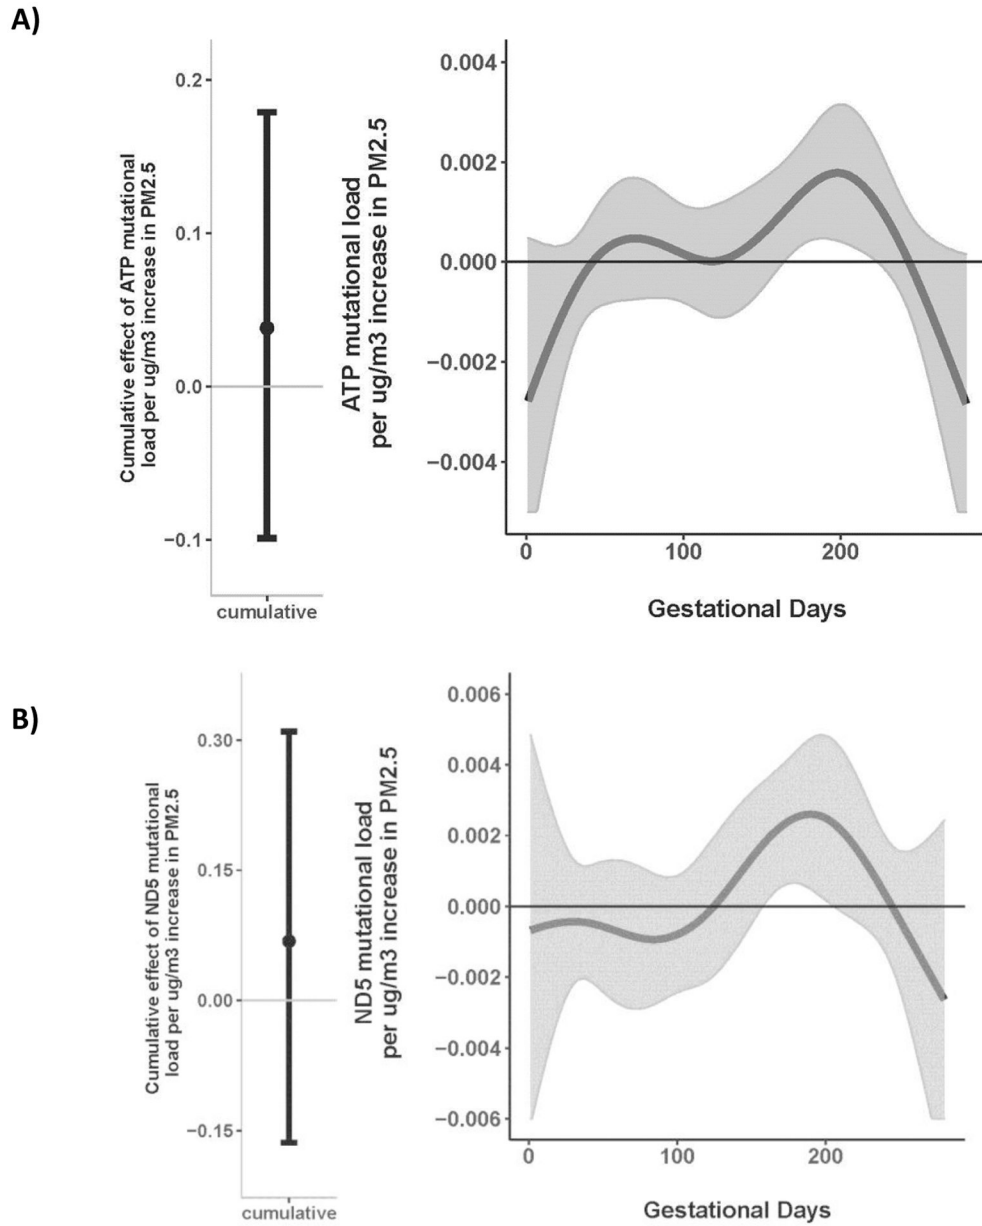 A)
Cumulative effect of ATP mutational
load per ug/m3 increase in PM2.5
0.2
0.1
0.0
−0.1
cumulative
ATP mutational load
per ug/m3 increase in PM2.5
0.004
0.002
0.000
−0.002
−0.004
0
100
200
Gestational Days
B)
Cumulative effect of ND5 mutational
load per ug/m3 increase in PM2.5
0.30
0.15
0.00
−0.15
cumulative
ND5 mutational load
per ug/m3 increase in PM2.5
0.006
0.004
0.002
0.000
−0.002
−0.004
−0.006
0
100
200
Gestational Days